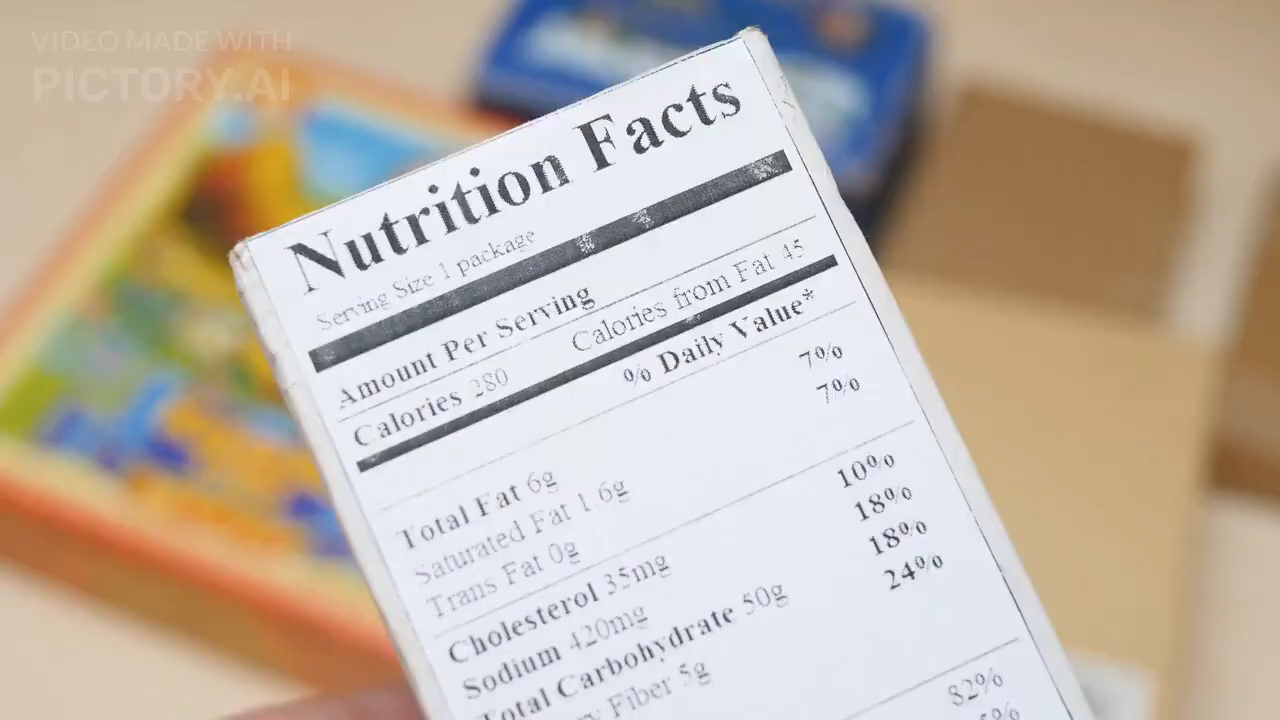 VIDEO MADE WITH
PICTORY.AI
Nutrition Facts
Serving Size 1 package
Amount Per Serving
Calories 280 Calories from Fat 45
% Daily Value*
Total Fat 6g 7%
Saturated Fat 1.6g 7%
Trans Fat 0g
Cholesterol 35mg 10%
Sodium 420mg 18%
Total Carbohydrate 50g 18%
Fiber 5g 24%
82%